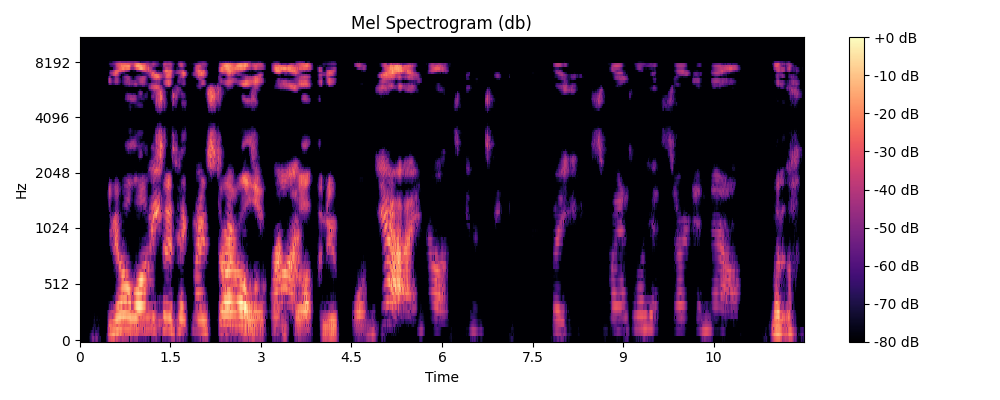 Mel Spectrogram (db)
8192
4096
2048
1024
512
0
Hz
0 1.5 3 4.5 6 7.5 9 10
Time
+0 dB
-10 dB
-20 dB
-30 dB
-40 dB
-50 dB
-60 dB
-70 dB
-80 dB